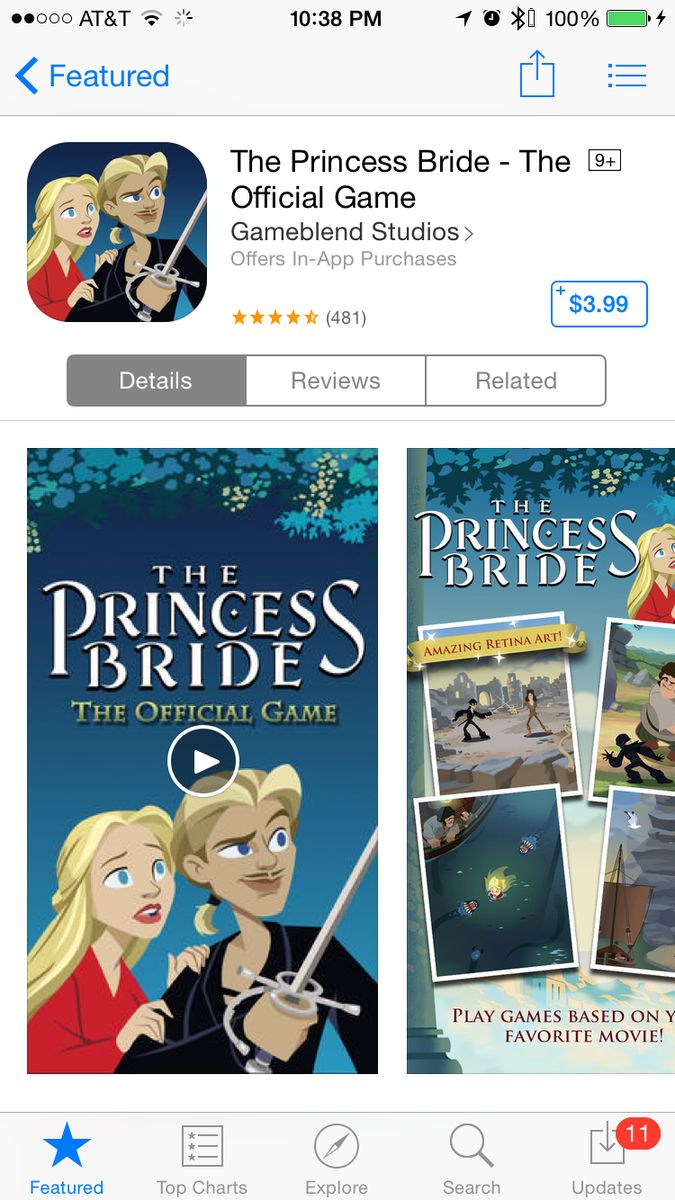 AT&T 10:38 PM 100%
Featured
The Princess Bride - The 9+
Official Game
Gameblend Studios
Offers In-App Purchases
(481)
+ $3.99
Details Reviews Related
THE
PRINCESS
BRIDE
THE OFFICIAL GAME
THE
PRINCESS
BRIDE
AMAZING RETINA ART!
PLAY GAMES BASED ON Y
FAVORITE MOVIE!
11
Featured Top Charts Explore Search Updates